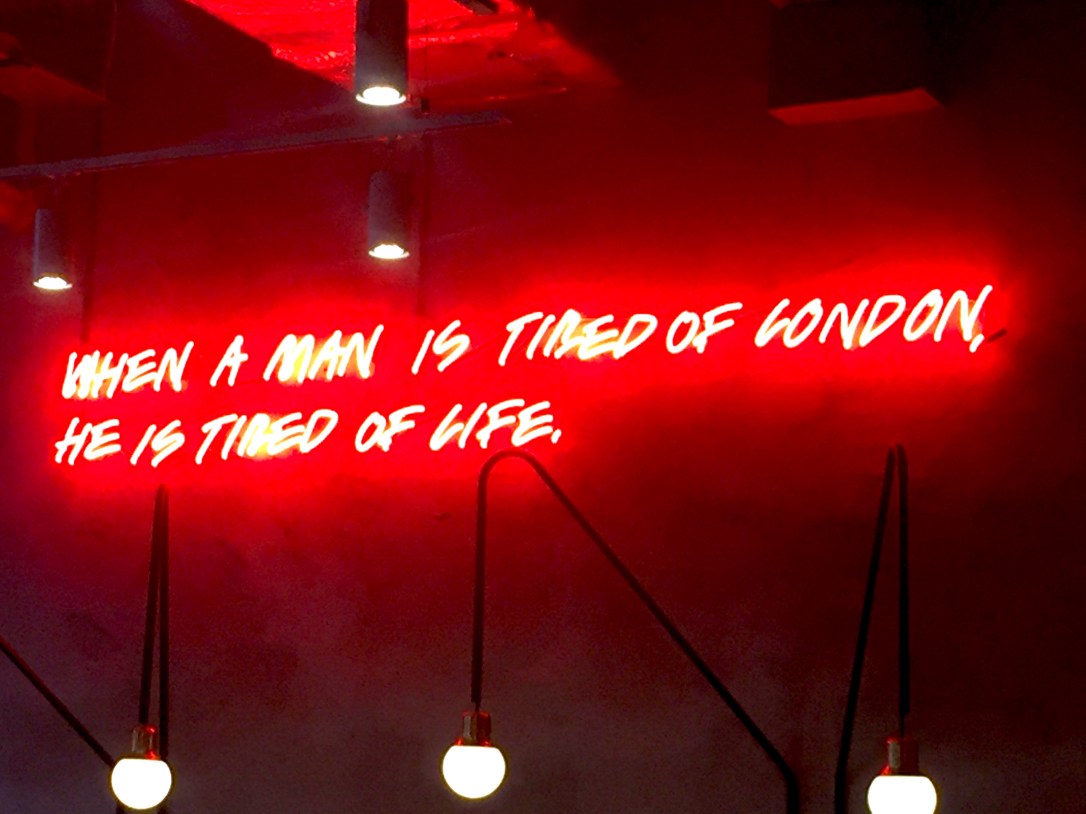 WHEN A MAN IS TIRED OF LONDON,
HE IS TIRED OF LIFE.